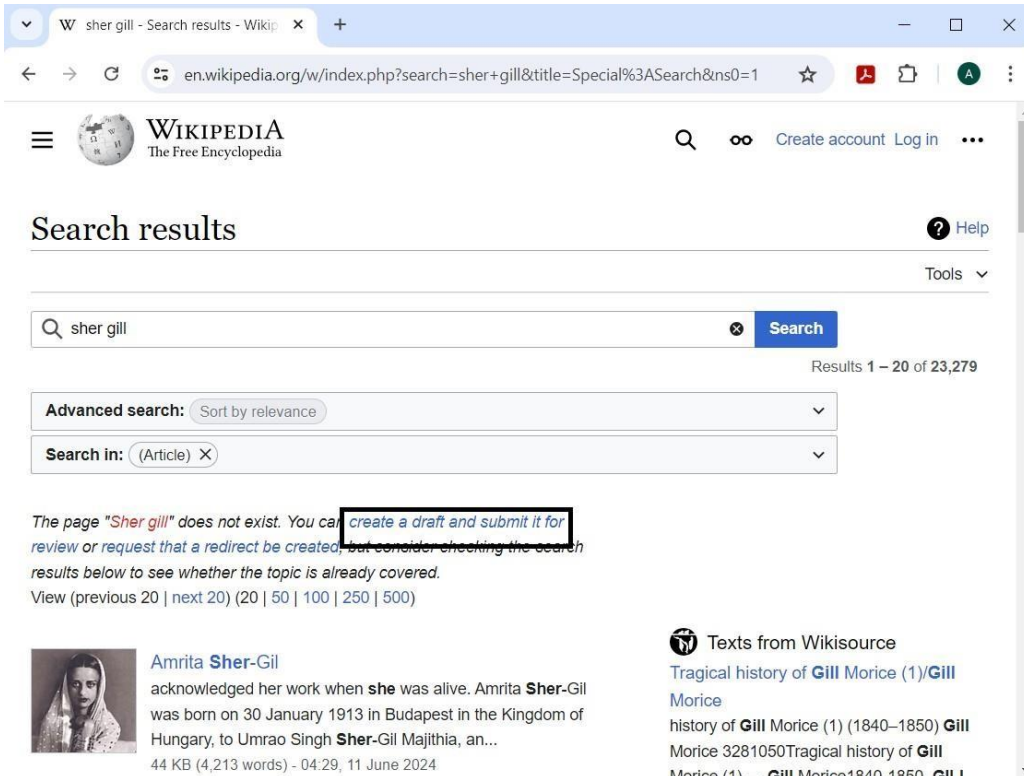 sher gill - Search results - Wikip
en.wikipedia.org/w/index.php?search=sher+gill&title=Special%3ASearch&ns0=1
A
WIKIPEDIA
The Free Encyclopedia
Create account Log in
Search results
Help
Tools
sher gill
Search
Results 1 – 20 of 23,279
Advanced search: Sort by relevance
Search in: (Article)
The page "Sher gill" does not exist. You can create a draft and submit it for
review or request that a redirect be created, but consider checking the search
results below to see whether the topic is already covered.
View (previous 20 | next 20) (20 | 50 | 100 | 250 | 500)
Amrita Sher-Gil
acknowledged her work when she was alive. Amrita Sher-Gil
was born on 30 January 1913 in Budapest in the Kingdom of
Hungary, to Umrao Singh Sher-Gil Majithia, an...
44 KB (4,213 words) - 04:29, 11 June 2024
Texts from Wikisource
Tragical history of Gill Morice (1)/Gill
Morice
history of Gill Morice (1) (1840–1850) Gill
Morice 3281050Tragical history of Gill
Morice (1) Gill Morice1840-1850